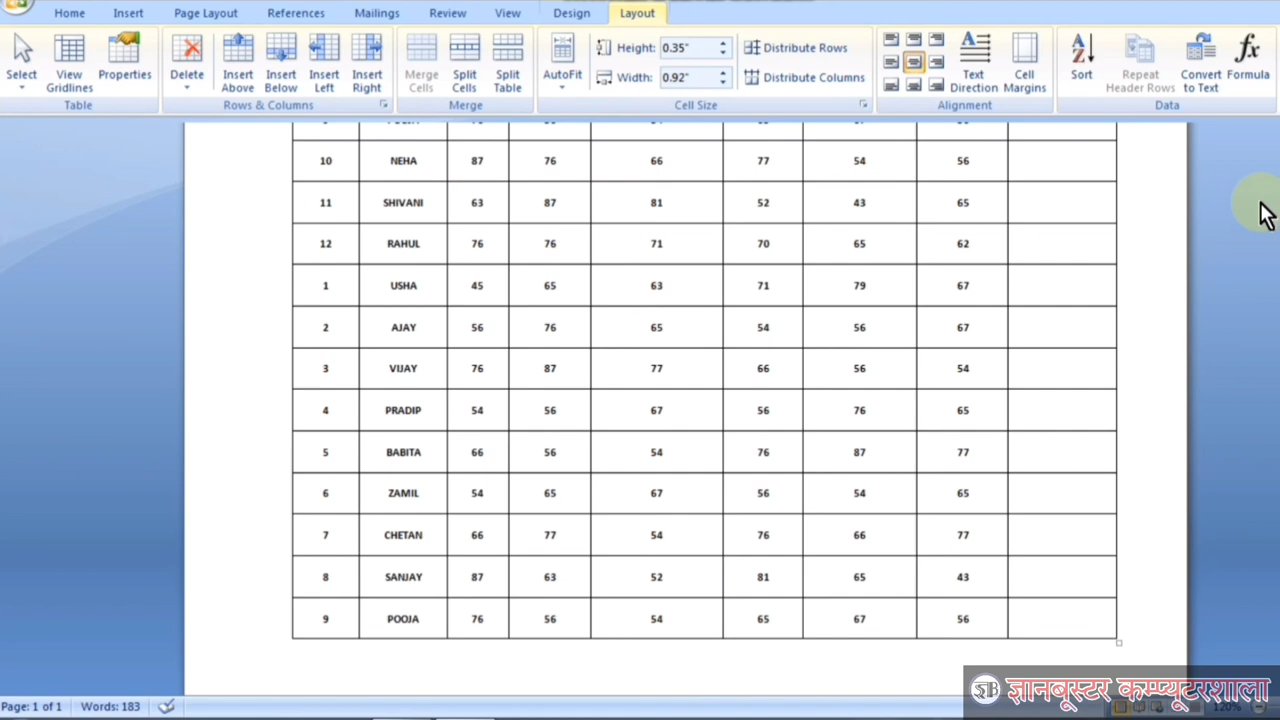 Home Insert Page Layout References Mailings Review View Design Layout
Select
View Gridlines
Properties
Table
Delete
Insert Above
Insert Below
Insert Left
Insert Right
Rows & Columns
Merge Cells
Split Cells
Split Table
Merge
AutoFit
Height: 0.35"
Width: 0.92"
Distribute Rows
Distribute Columns
Cell Size
Text Direction
Cell Margins
Alignment
Sort
Repeat Header Rows
Convert to Text
Formula
Data
10 NEHA 87 76 66 77 54 56
11 SHIVANI 63 87 81 52 43 65
12 RAHUL 76 76 71 70 65 62
1 USHA 45 65 63 71 79 67
2 AJAY 56 76 65 54 56 67
3 VIJAY 76 87 77 66 56 54
4 PRADIP 54 56 67 56 76 65
5 BABITA 66 56 54 76 87 77
6 ZAMIL 54 65 67 56 54 65
7 CHETAN 66 77 54 76 66 77
8 SANJAY 87 63 52 81 65 43
9 POOJA 76 56 54 65 67 56
ज्ञानबूस्टर कम्प्यूटरशाला
Page: 1 of 1 Words: 183 120%